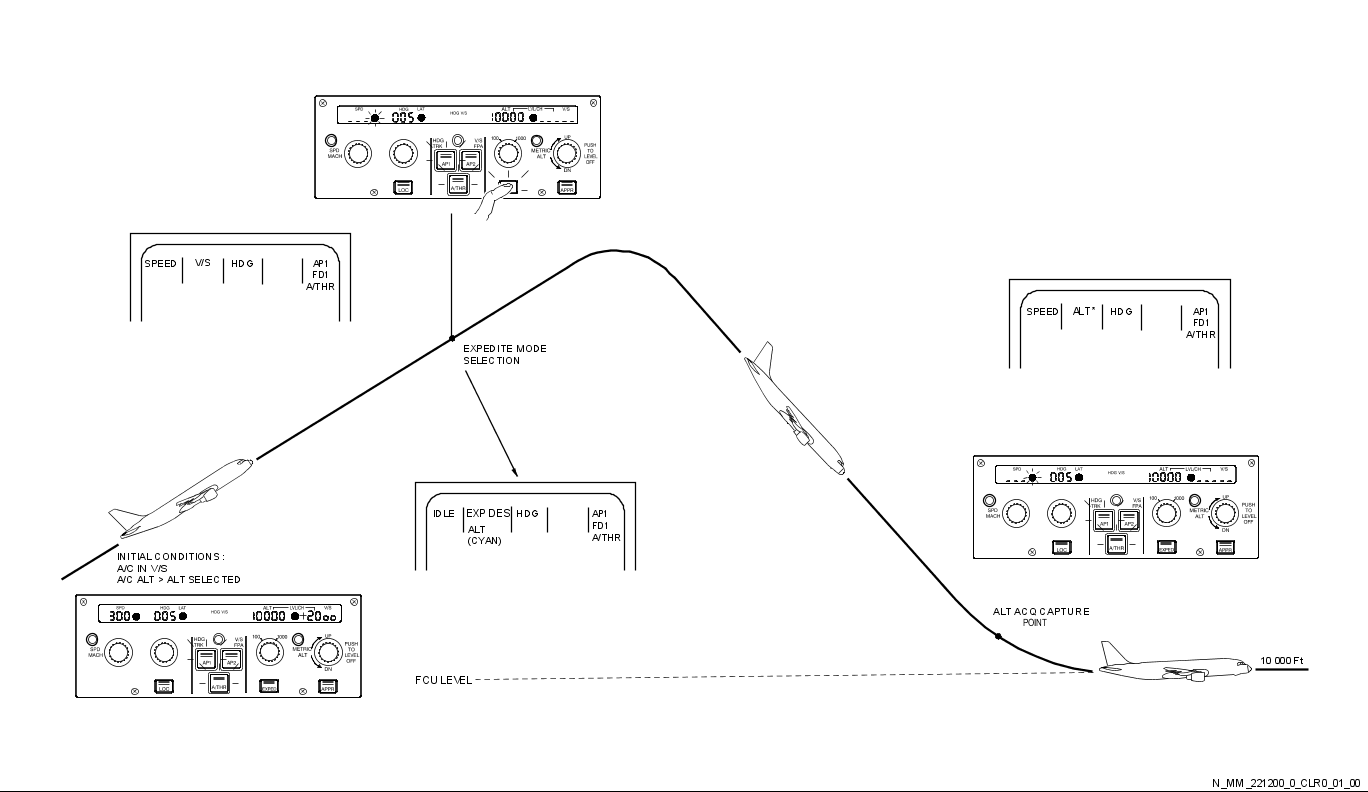 SPD HDG LAT HDG V/S ALT LVL/CH V/S
005 10000
SPD
MACH
HDG
TRK
V/S
FPA
AP1 AP2
A/THR
LOC
100 1000
METRIC
ALT
UP
DN
PUSH
TO
LEVEL
OFF
APPR
SPEED V/S HDG AP1
FD1
A/THR
SPEED ALT* HDG AP1
FD1
A/THR
EXPEDITE MODE
SELECTION
IDLE EXP DES HDG AP1
ALT FD1
(CYAN) A/THR
SPD HDG LAT HDG V/S ALT LVL/CH V/S
005 10000
SPD
MACH
HDG
TRK
V/S
FPA
AP1 AP2
A/THR
LOC
100 1000
METRIC
ALT
UP
DN
PUSH
TO
LEVEL
OFF
EXPED
APPR
INITIAL CONDITIONS :
A/C IN V/S
A/C ALT > ALT SELECTED
SPD HDG LAT HDG V/S ALT LVL/CH V/S
300 005 10000 +2000
SPD
MACH
HDG
TRK
V/S
FPA
AP1 AP2
A/THR
LOC
100 1000
METRIC
ALT
UP
DN
PUSH
TO
LEVEL
OFF
EXPED
APPR
ALT ACQ CAPTURE
POINT
10 000 Ft
FCU LEVEL
N_MM_221200_0_CLR0_01_00